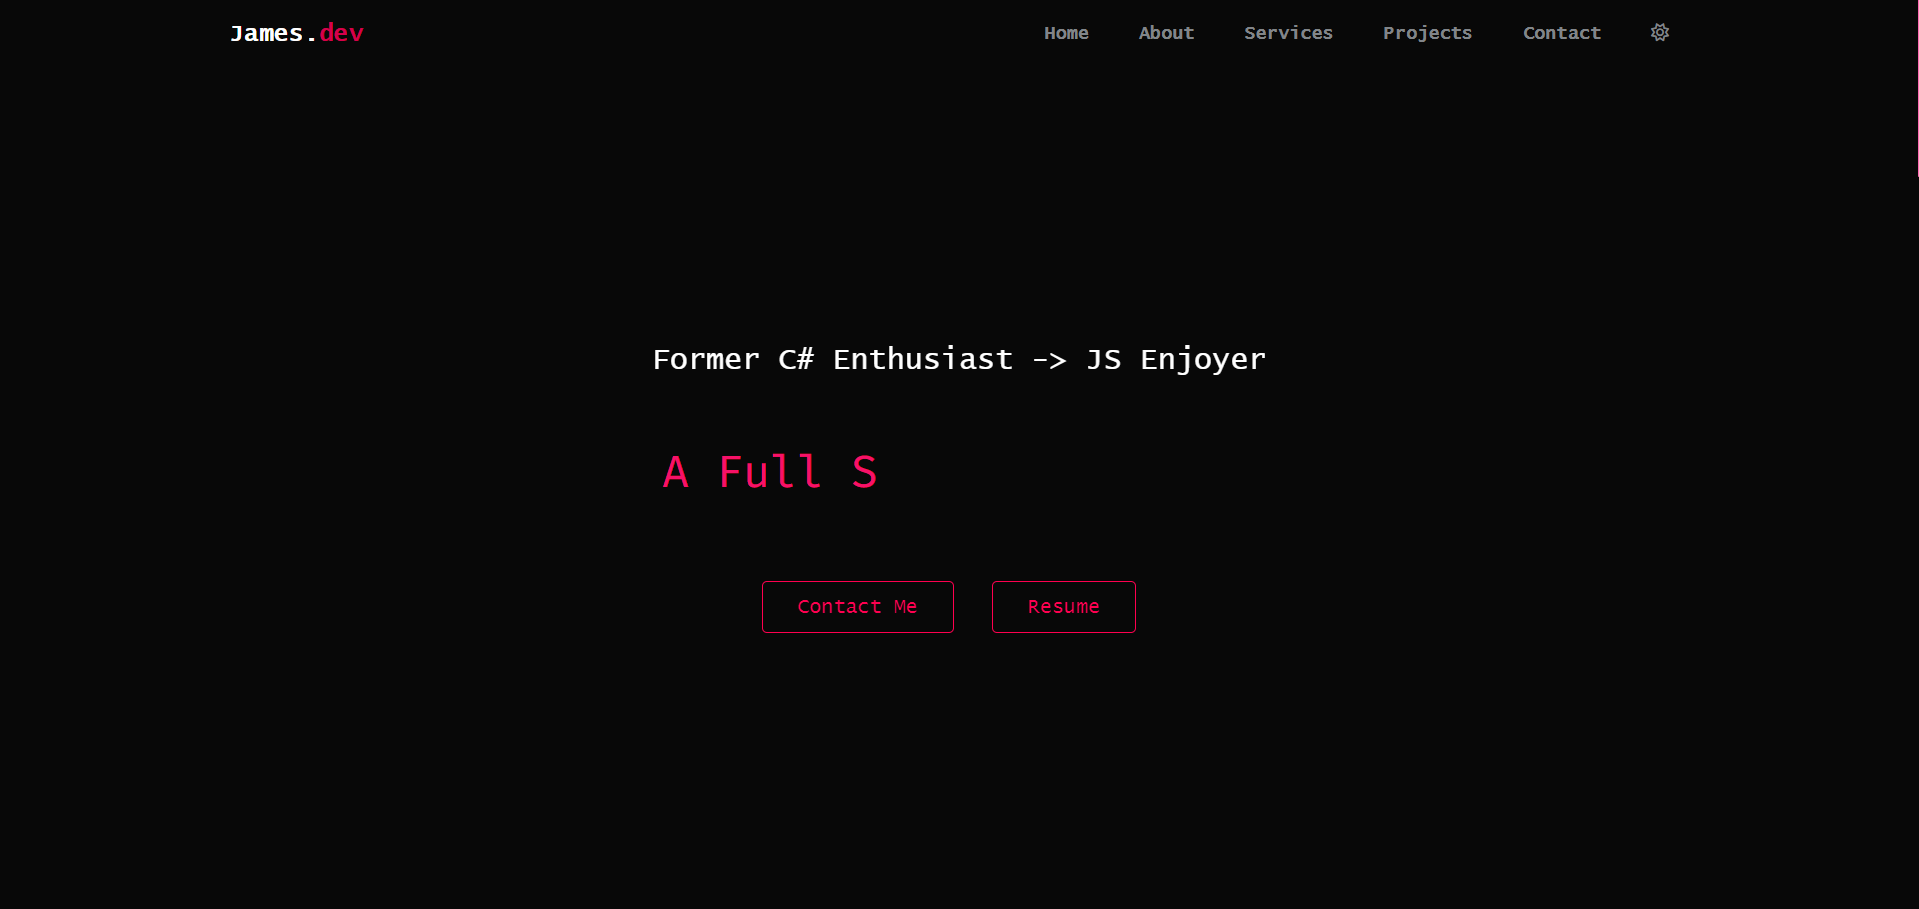 James.dev
Home About Services Projects Contact
Former C# Enthusiast -> JS Enjoyer
A Full S
Contact Me Resume